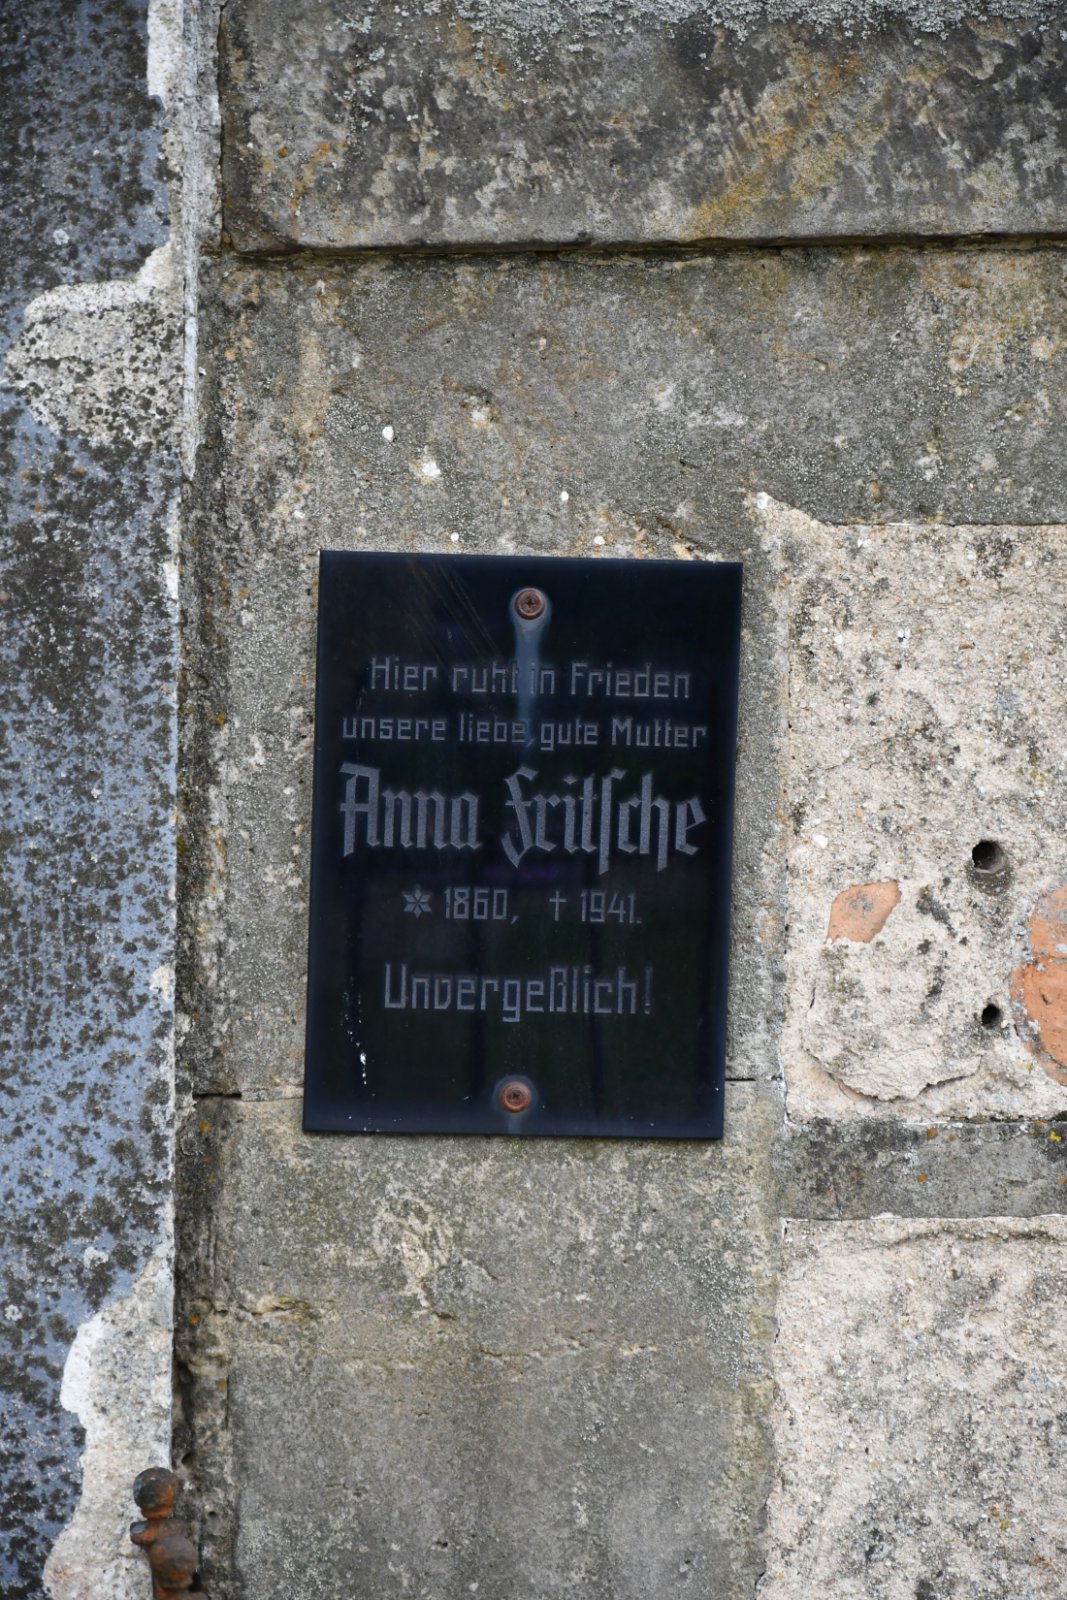 Hier ruht in Frieden
unsere liebe gute Mutter
Anna Fritſche
* 1860, † 1941.
Unvergeßlich!